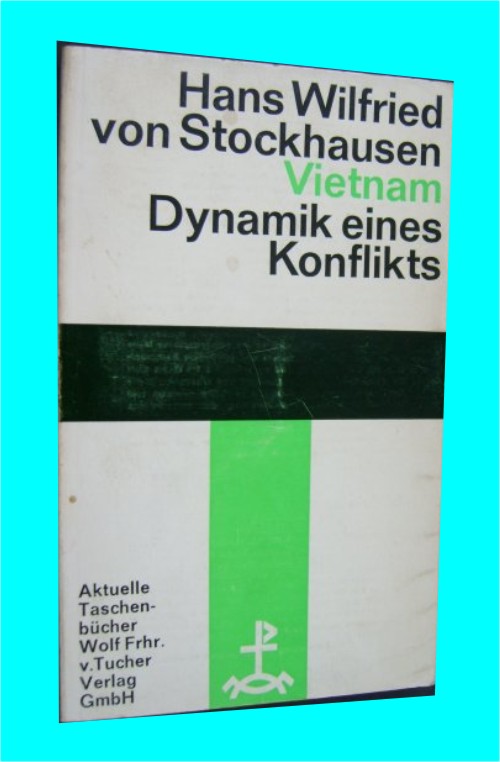 Hans Wilfried
von Stockhausen
Vietnam
Dynamik eines
Konflikts
Aktuelle
Taschen-
bücher
Wolf Frhr.
v.Tucher
Verlag
GmbH